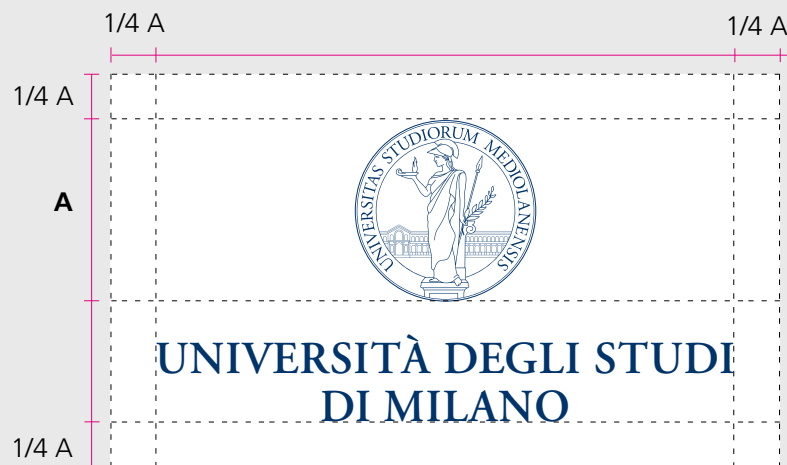 1/4 A 1/4 A
1/4 A
A
UNIVERSITAS STUDIORUM MEDIOLANENSIS
UNIVERSITÀ DEGLI STUDI
DI MILANO
1/4 A